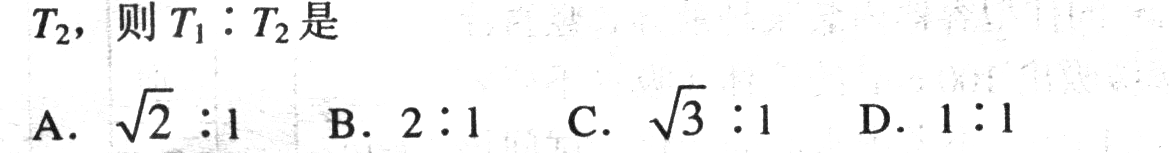 T₂，则 T₁∶T₂ 是
A. √2 ∶1 B. 2∶1 C. √3 ∶1 D. 1∶1